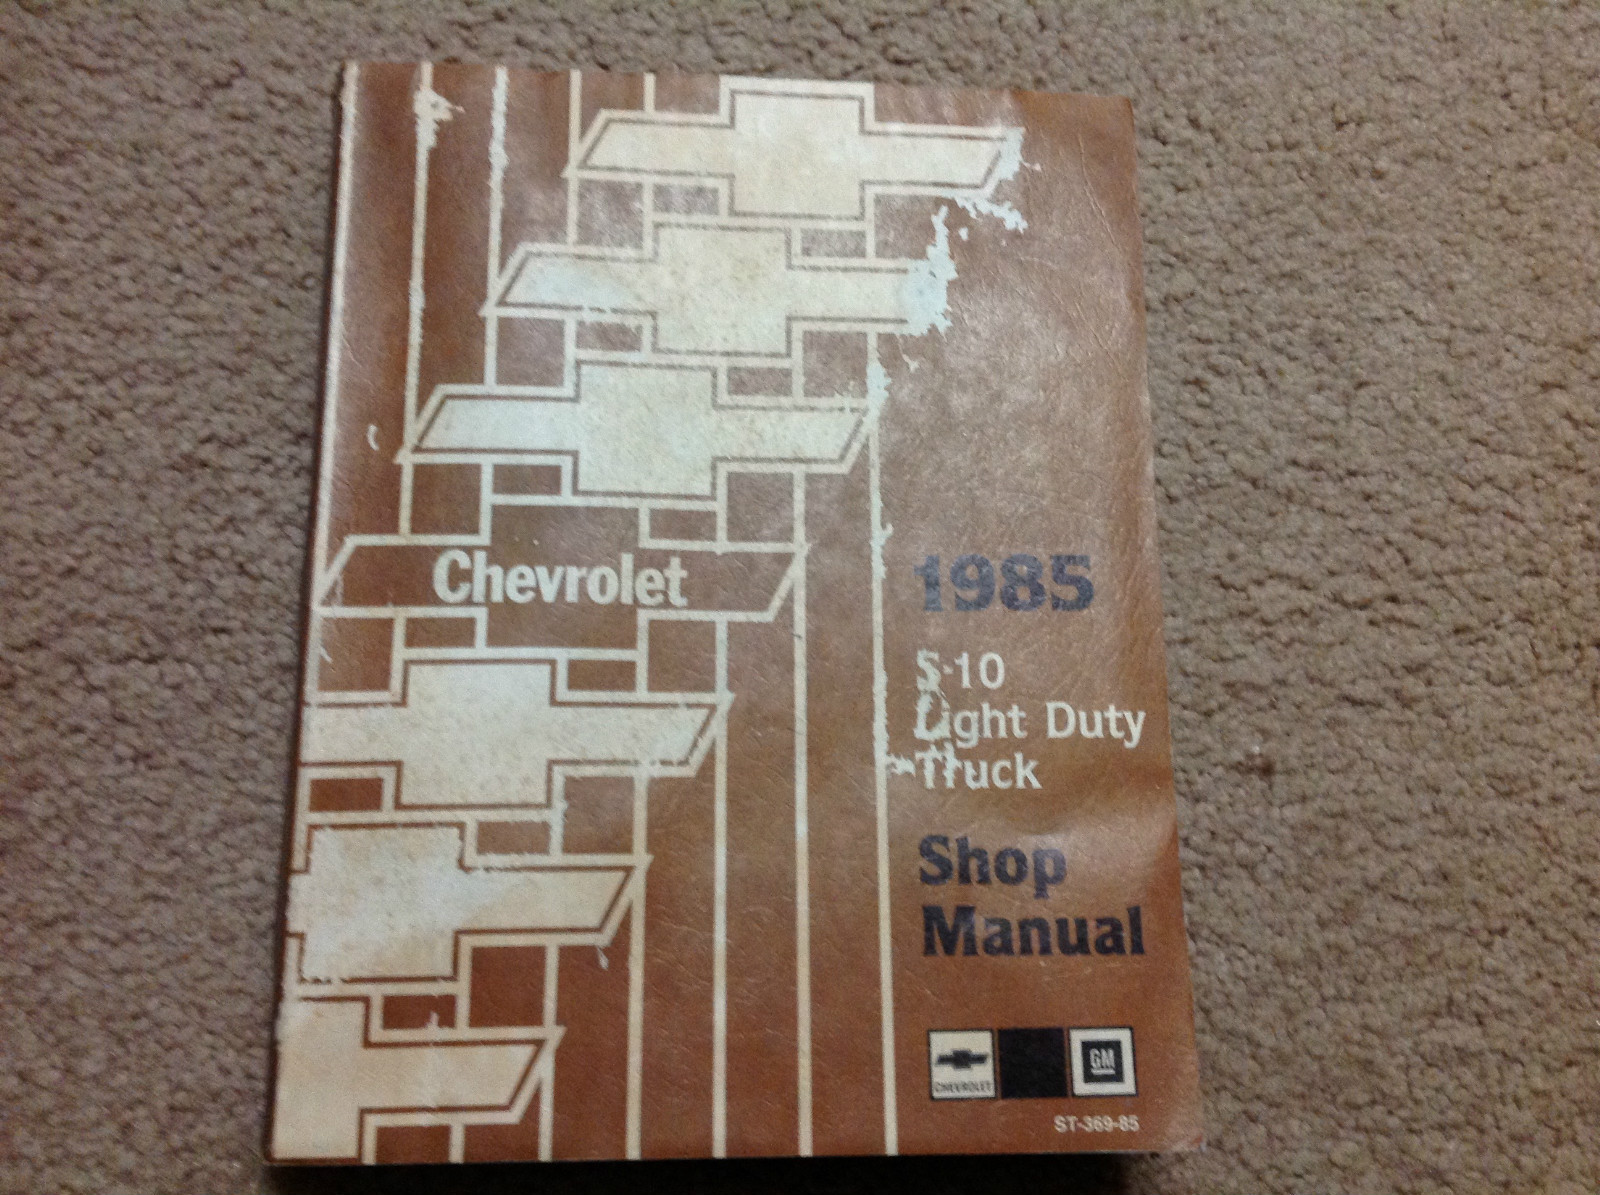 Chevrolet
1985
S-10
Light Duty
Truck
Shop
Manual
CHEVROLET
GM
ST-369-85